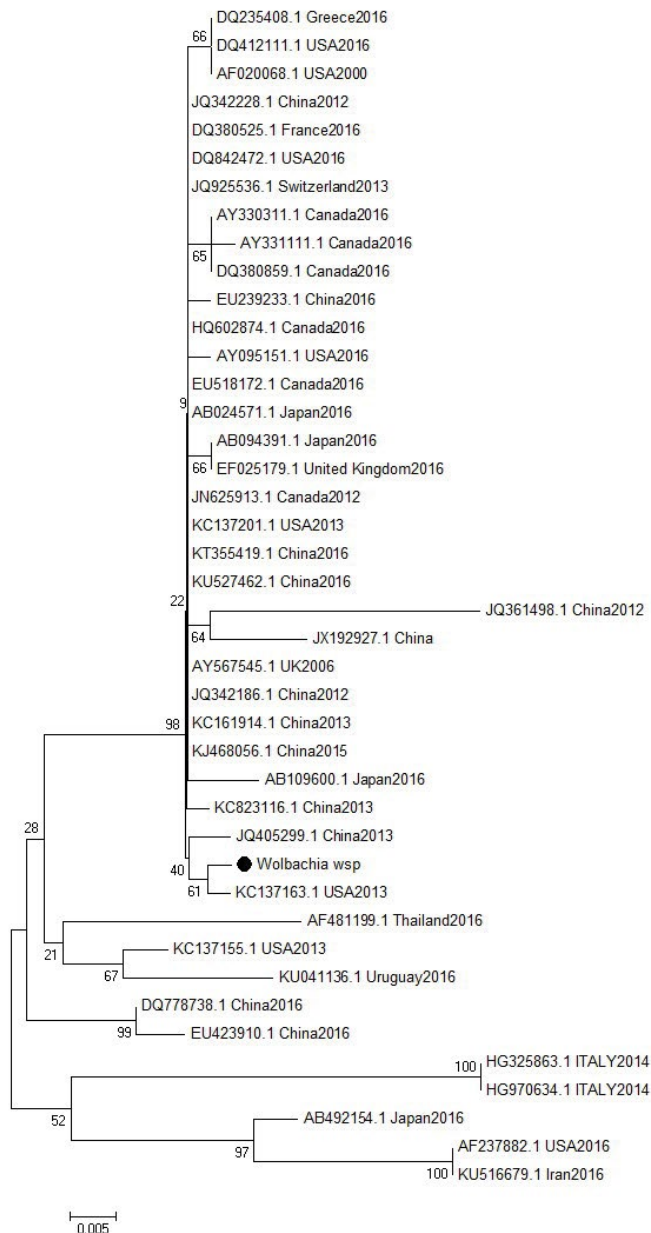 DQ235408.1 Greece2016
66
DQ412111.1 USA2016
AF020068.1 USA2000
JQ342228.1 China2012
DQ380525.1 France2016
DQ842472.1 USA2016
JQ925536.1 Switzerland2013
AY330311.1 Canada2016
AY331111.1 Canada2016
65
DQ380859.1 Canada2016
EU239233.1 China2016
HQ602874.1 Canada2016
AY095151.1 USA2016
EU518172.1 Canada2016
9
AB024571.1 Japan2016
AB094391.1 Japan2016
66
EF025179.1 United Kingdom2016
JN625913.1 Canada2012
KC137201.1 USA2013
KT355419.1 China2016
KU527462.1 China2016
22
JQ361498.1 China2012
64
JX192927.1 China
AY567545.1 UK2006
JQ342186.1 China2012
98
KC161914.1 China2013
KJ468056.1 China2015
AB109600.1 Japan2016
KC823116.1 China2013
28
JQ405299.1 China2013
40
Wolbachia wsp
61
KC137163.1 USA2013
AF481199.1 Thailand2016
21
KC137155.1 USA2013
67
KU041136.1 Uruguay2016
DQ778738.1 China2016
99
EU423910.1 China2016
100
HG325863.1 ITALY2014
HG970634.1 ITALY2014
52
AB492154.1 Japan2016
97
AF237882.1 USA2016
100
KU516679.1 Iran2016
0.005